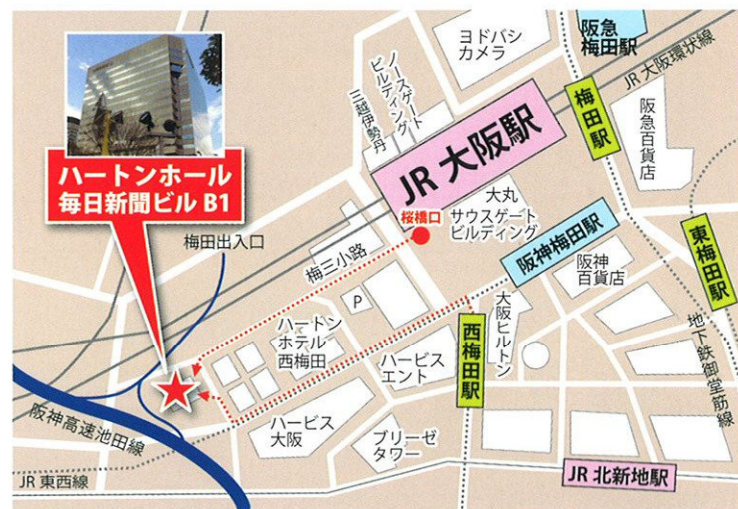 阪急
梅田駅
ヨドバシ
カメラ
JR 大阪環状線
ノースゲート
ビルディング
三越伊勢丹
梅田駅
阪急百貨店
JR 大阪駅
ハートンホール
毎日新聞ビル B1
大丸
サウスゲート
ビルディング
桜橋口
梅田出入口
梅三小路
阪神梅田駅
阪神
百貨店
東梅田駅
P
大阪ヒルトン
ハートン
ホテル
西梅田
西梅田駅
ハービス
エント
地下鉄御堂筋線
阪神高速池田線
ハービス
大阪
ブリーゼ
タワー
JR 東西線
JR 北新地駅